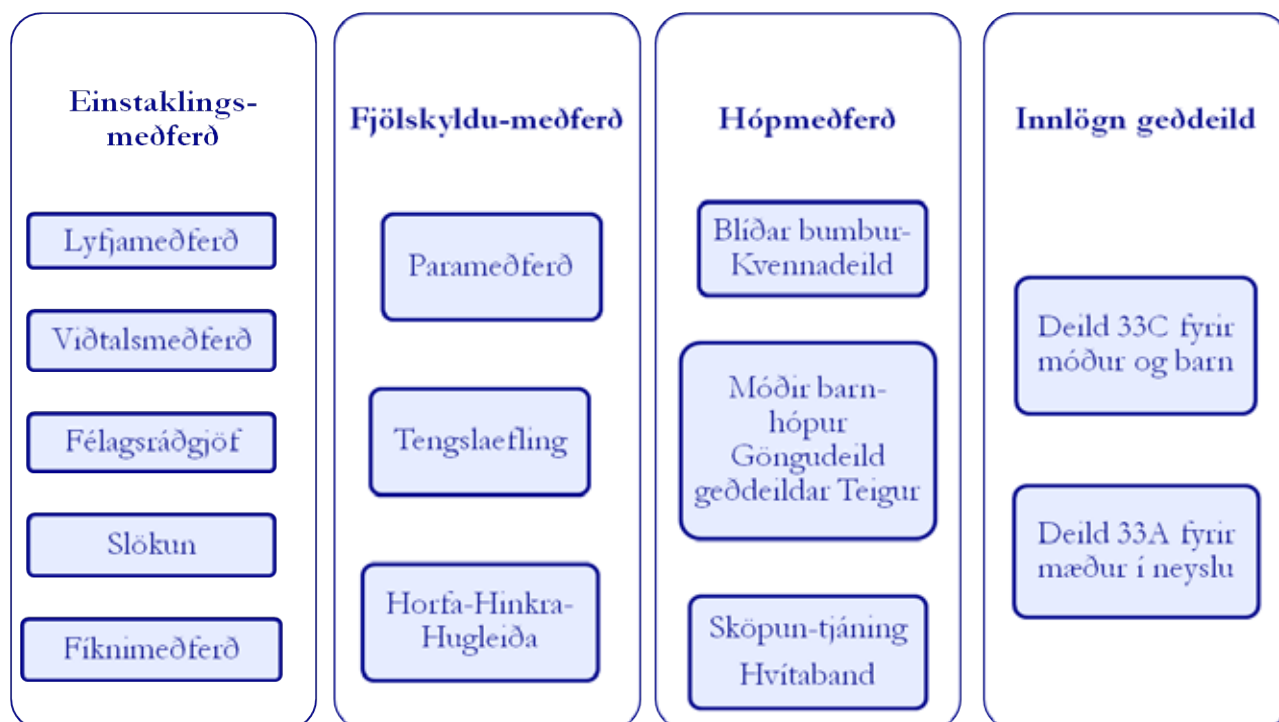 Einstaklings-
meðferð
Lyfjameðferð
Viðtalsmeðferð
Félagsráðgjöf
Slökun
Fíknimeðferð
Fjölskyldu-meðferð
Parameðferð
Tengslaefling
Horfa-Hinkra-
Hugleiða
Hópmeðferð
Blíðar bumbur-
Kvennadeild
Móðir barn-
hópur
Göngudeild
geðdeildar Teigur
Sköpun-tjáning
Hvítaband
Innlögn geðdeild
Deild 33C fyrir
móður og barn
Deild 33A fyrir
mæður í neyslu